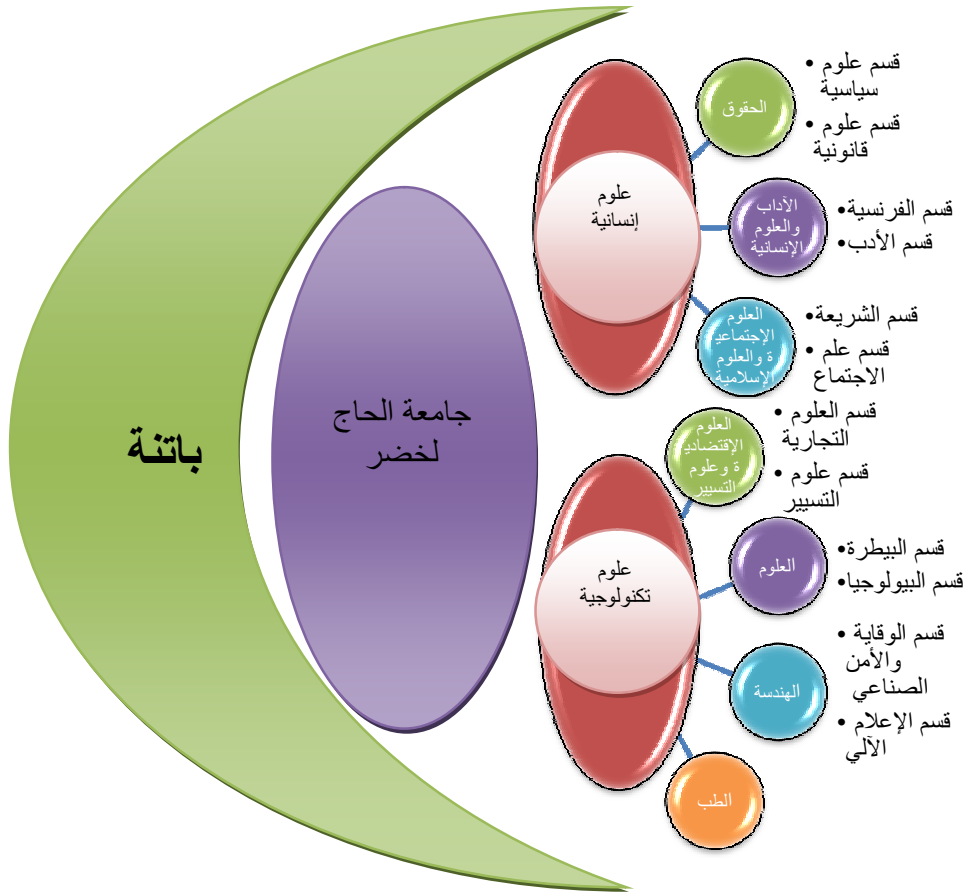 باتنة
جامعة الحاج
لخضر
علوم
إنسانية
الحقوق
• قسم علوم
سياسية
• قسم علوم
قانونية
الآداب
والعلوم
الإنسانية
•قسم الفرنسية
•قسم الأدب
العلوم
الإجتماعي
ة والعلوم
الإسلامية
•قسم الشريعة
• قسم علم
الاجتماع
علوم
تكنولوجية
العلوم
الإقتضادي
ة وعلوم
التسيير
• قسم العلوم
التجارية
• قسم علوم
التسيير
العلوم
•قسم البيطرة
•قسم البيولوجيا
الهندسة
• قسم الوقاية
والأمن
الصناعي
• قسم الإعلام
الآلي
الطب